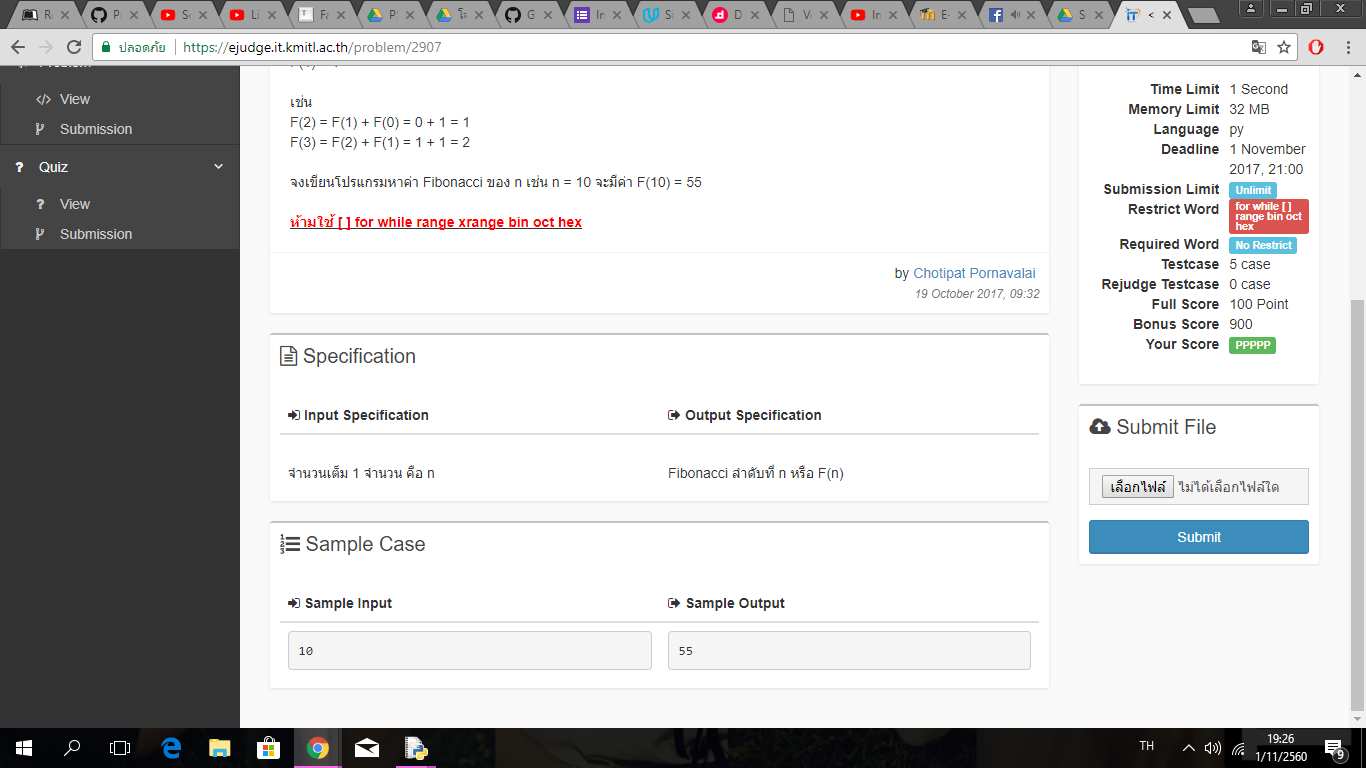 https://ejudge.it.kmitl.ac.th/problem/2907
ปลอดภัย
View
Submission
Quiz
View
Submission
เช่น
F(2) = F(1) + F(0) = 0 + 1 = 1
F(3) = F(2) + F(1) = 1 + 1 = 2
จงเขียนโปรแกรมหาค่า Fibonacci ของ n เช่น n = 10 จะมีค่า F(10) = 55
ห้ามใช้ [ ] for while range xrange bin oct hex
by Chotipat Pornavalai
19 October 2017, 09:32
Specification
Input Specification
Output Specification
จำนวนเต็ม 1 จำนวน คือ n
Fibonacci ลำดับที่ n หรือ F(n)
Sample Case
Sample Input
Sample Output
10
55
Time Limit 1 Second
Memory Limit 32 MB
Language py
Deadline 1 November
2017, 21:00
Submission Limit Unlimit
Restrict Word for while [ ]
range bin oct
hex
Required Word No Restrict
Testcase 5 case
Rejudge Testcase 0 case
Full Score 100 Point
Bonus Score 900
Your Score PPPPP
Submit File
เลือกไฟล์ ไม่ได้เลือกไฟล์ใด
Submit
TH
19:26
1/11/2560
9